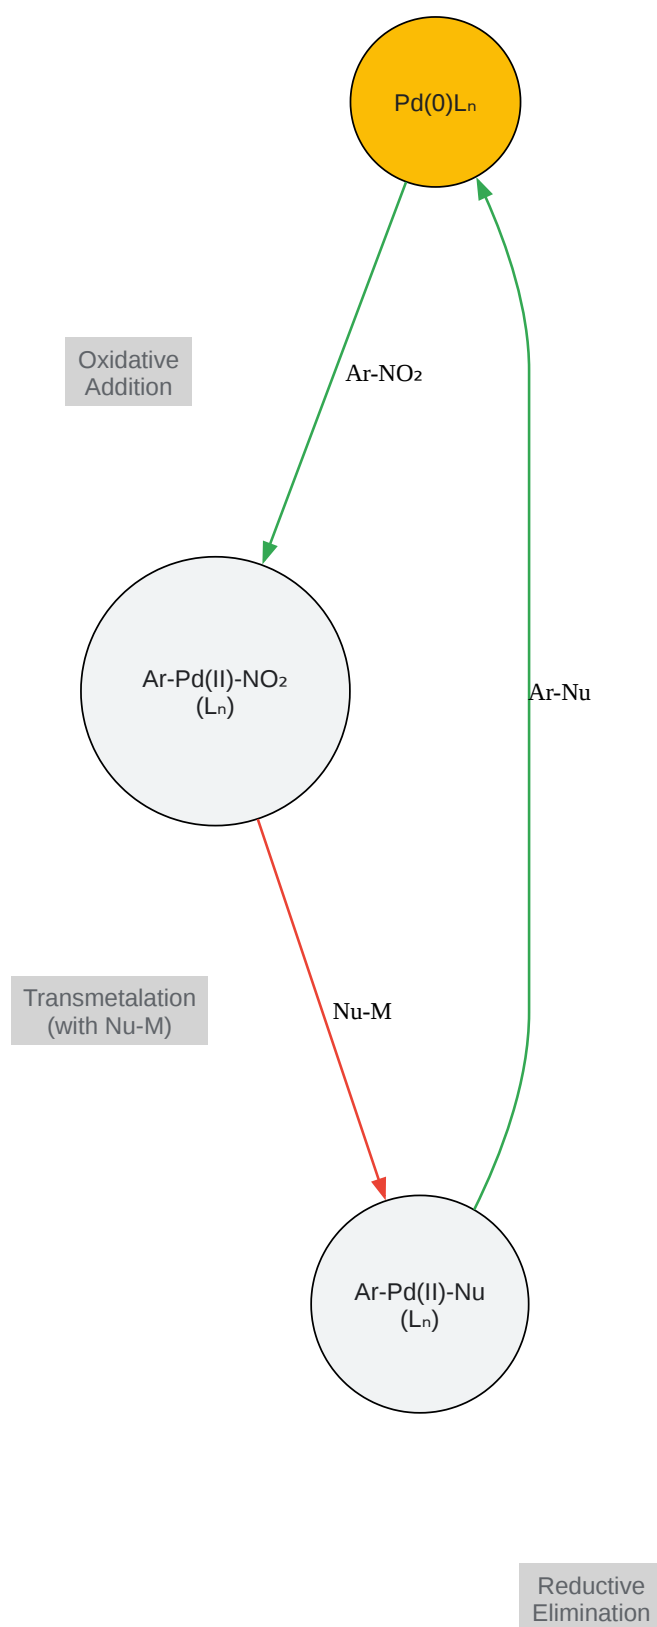 Pd(0)Lₙ
Oxidative
Addition
Ar-NO₂
Ar-Pd(II)-NO₂
(Lₙ)
Ar-Nu
Transmetalation
(with Nu-M)
Nu-M
Ar-Pd(II)-Nu
(Lₙ)
Reductive
Elimination